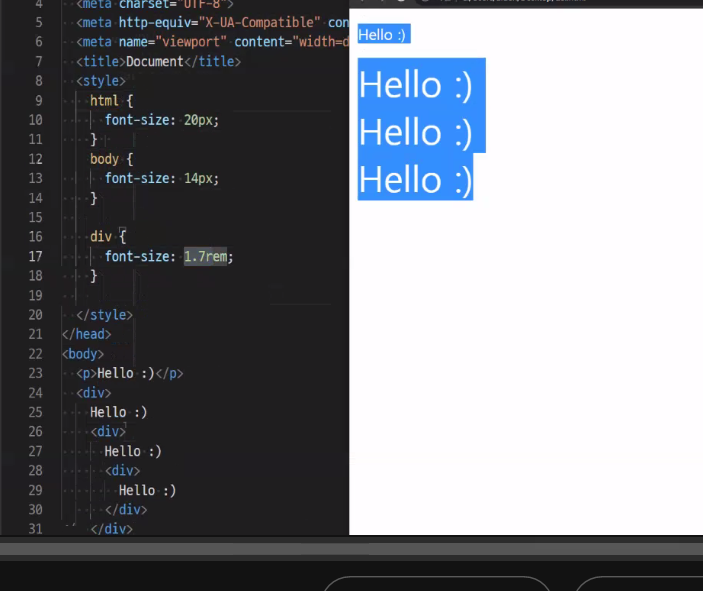 4 <meta charset="UTF-8">
5 <meta http-equiv="X-UA-Compatible" con
6 <meta name="viewport" content="width=d
7 <title>Document</title>
8 <style>
9 html {
10 font-size: 20px;
11 }
12 body {
13 font-size: 14px;
14 }
15
16 div {
17 font-size: 1.7rem;
18 }
19
20 </style>
21 </head>
22 <body>
23 <p>Hello :)</p>
24 <div>
25 Hello :)
26 <div>
27 Hello :)
28 <div>
29 Hello :)
30 </div>
31 </div>
Hello :)
Hello :)
Hello :)
Hello :)